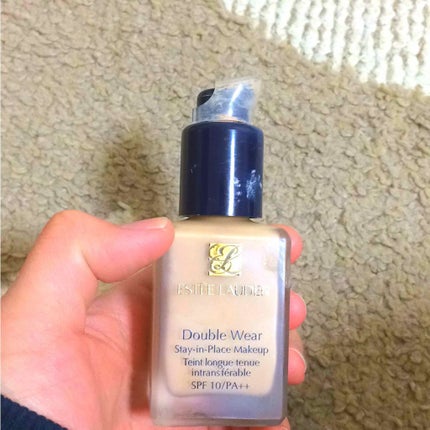 ESTĒE LAUDER
Double Wear
Stay-in-Place Makeup
Teint longue tenue
intransférable
SPF 10/PA++